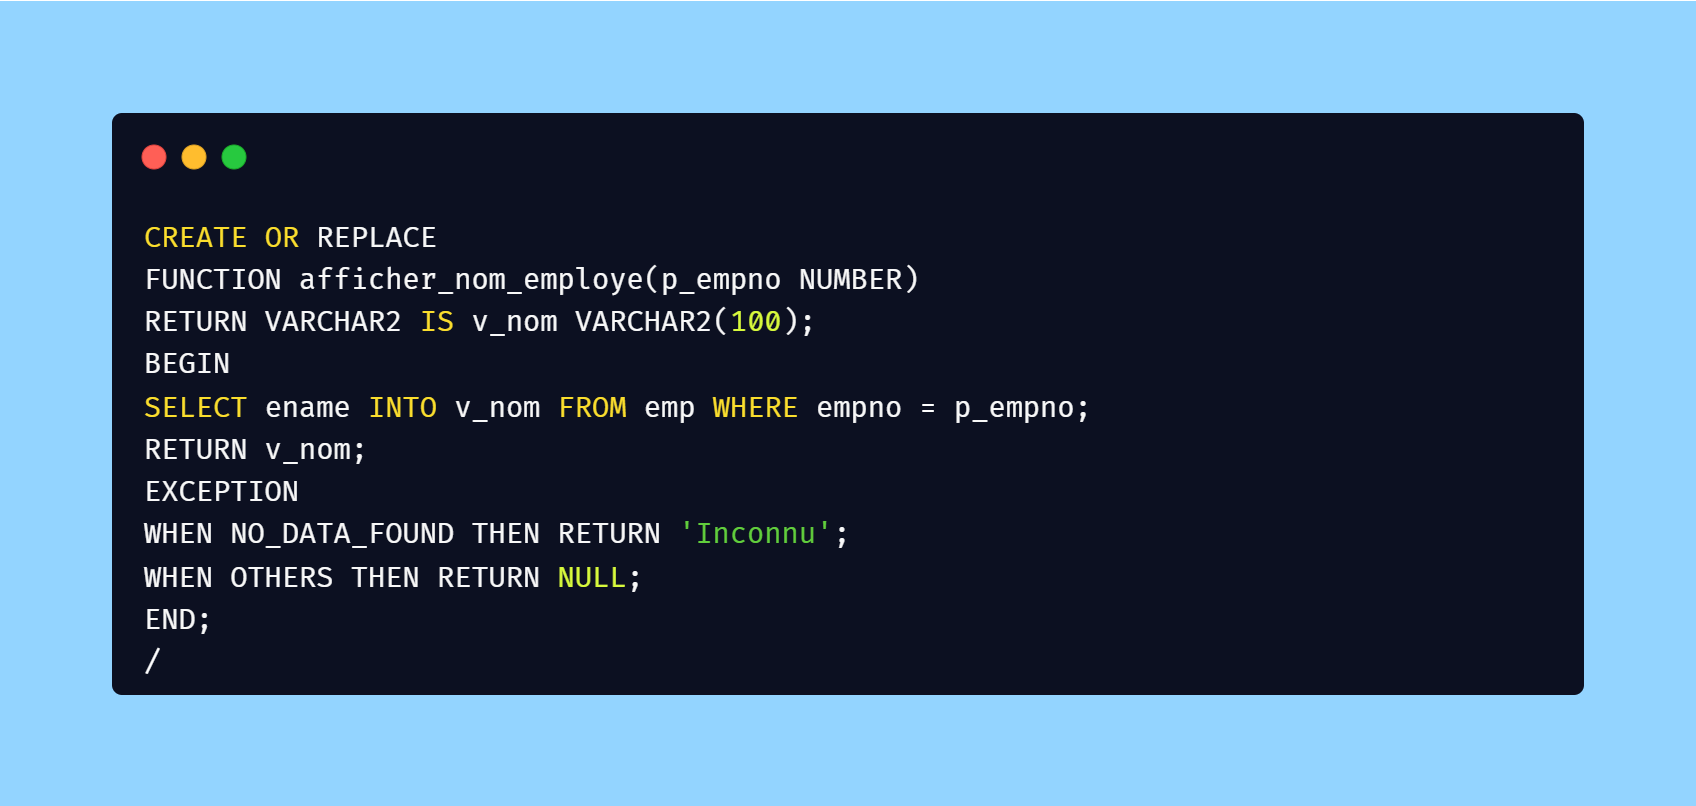 CREATE OR REPLACE
FUNCTION afficher_nom_employe(p_empno NUMBER)
RETURN VARCHAR2 IS v_nom VARCHAR2(100);
BEGIN
SELECT ename INTO v_nom FROM emp WHERE empno = p_empno;
RETURN v_nom;
EXCEPTION
WHEN NO_DATA_FOUND THEN RETURN 'Inconnu';
WHEN OTHERS THEN RETURN NULL;
END;
/